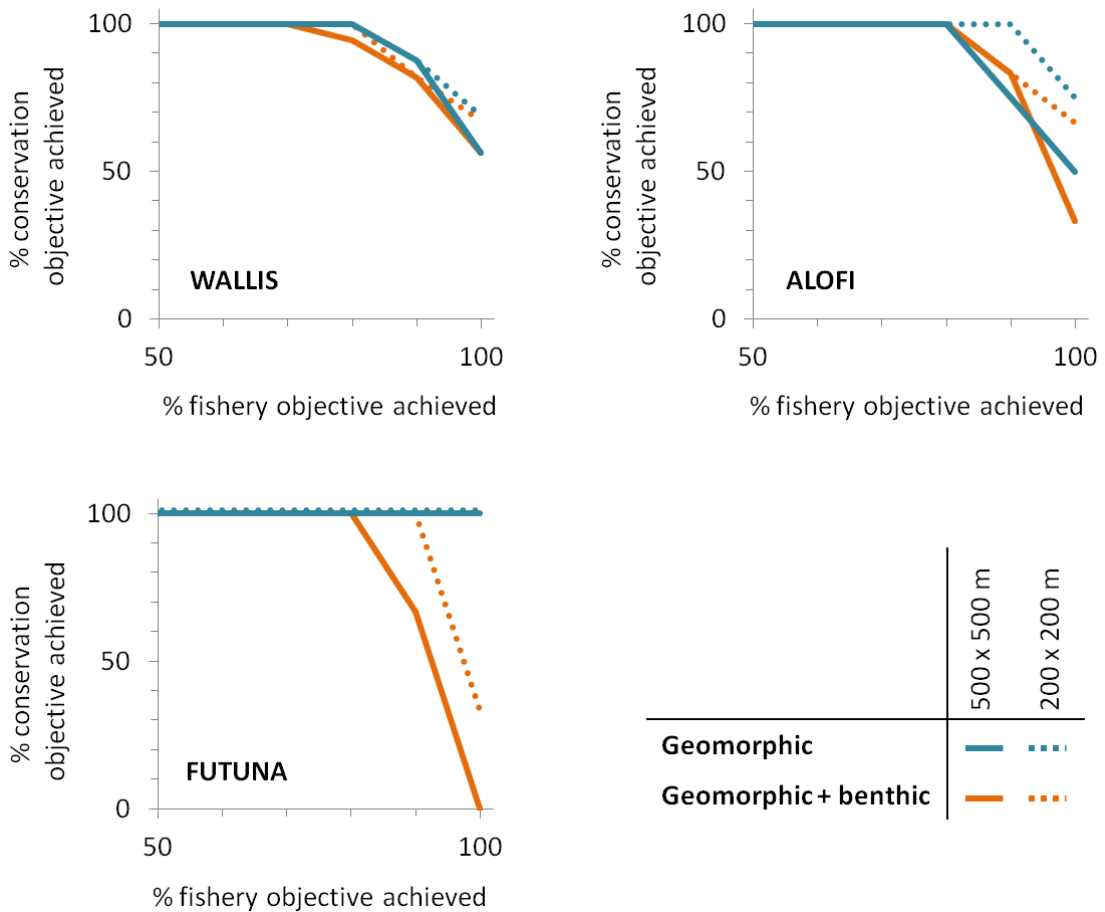 100
50
0
% conservation
objective achieved
WALLIS
50
100
% fishery objective achieved
100
50
0
% conservation
objective achieved
ALOFI
50
100
% fishery objective achieved
100
50
0
% conservation
objective achieved
FUTUNA
50
100
% fishery objective achieved
500 x 500 m
200 x 200 m
Geomorphic
Geomorphic + benthic